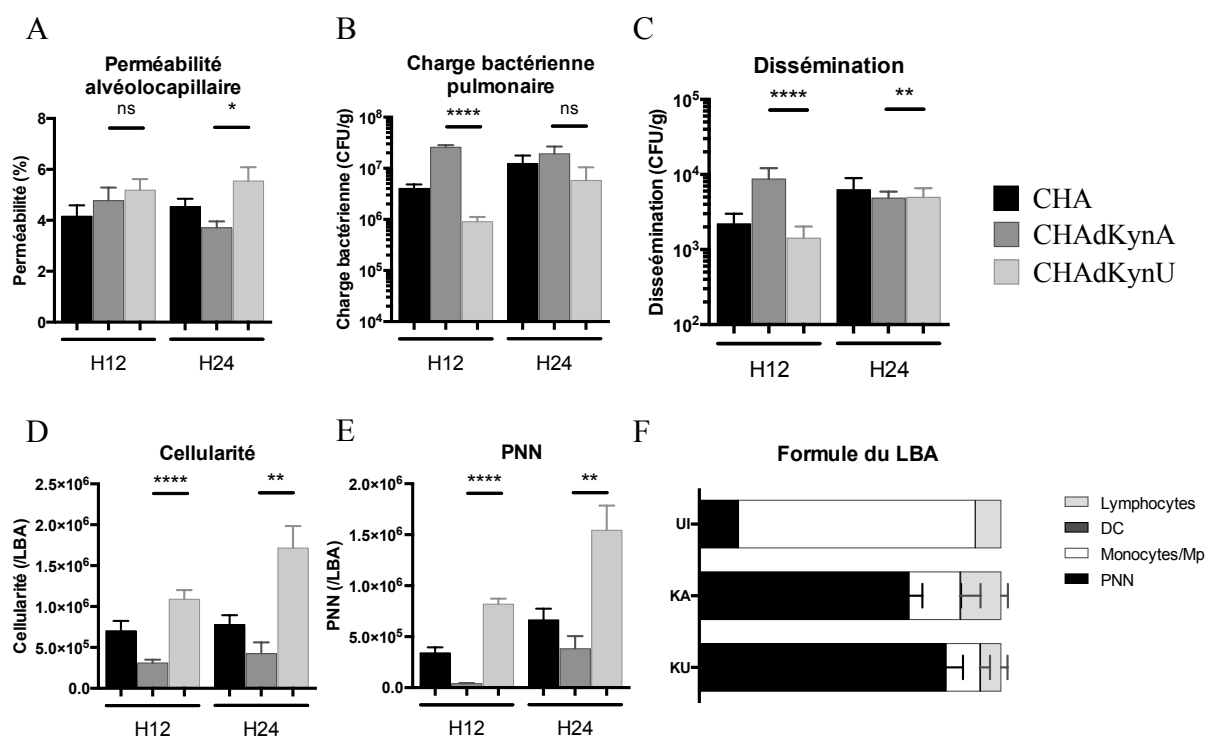 A
Perméabilité
alvéolocapillaire
ns
*
Perméabilité (%)
8
6
4
2
0
H12
H24
B
Charge bactérienne
pulmonaire
****
ns
Charge bactérienne (CFU/g)
10^8
10^7
10^6
10^5
10^4
H12
H24
C
Dissémination
****
**
Disseémination (CFU/g)
10^5
10^4
10^3
10^2
H12
H24
CHA
CHAdKynA
CHAdKynU
D
Cellularité
****
**
Cellularité (/LBA)
2.5×10^6
2.0×10^6
1.5×10^6
1.0×10^6
5.0×10^5
0.0
H12
H24
E
PNN
****
**
PNN (/LBA)
2.0×10^6
1.5×10^6
1.0×10^6
5.0×10^5
0.0
H12
H24
F
Formule du LBA
UI
KA
KU
Lymphocytes
DC
Monocytes/Mp
PNN